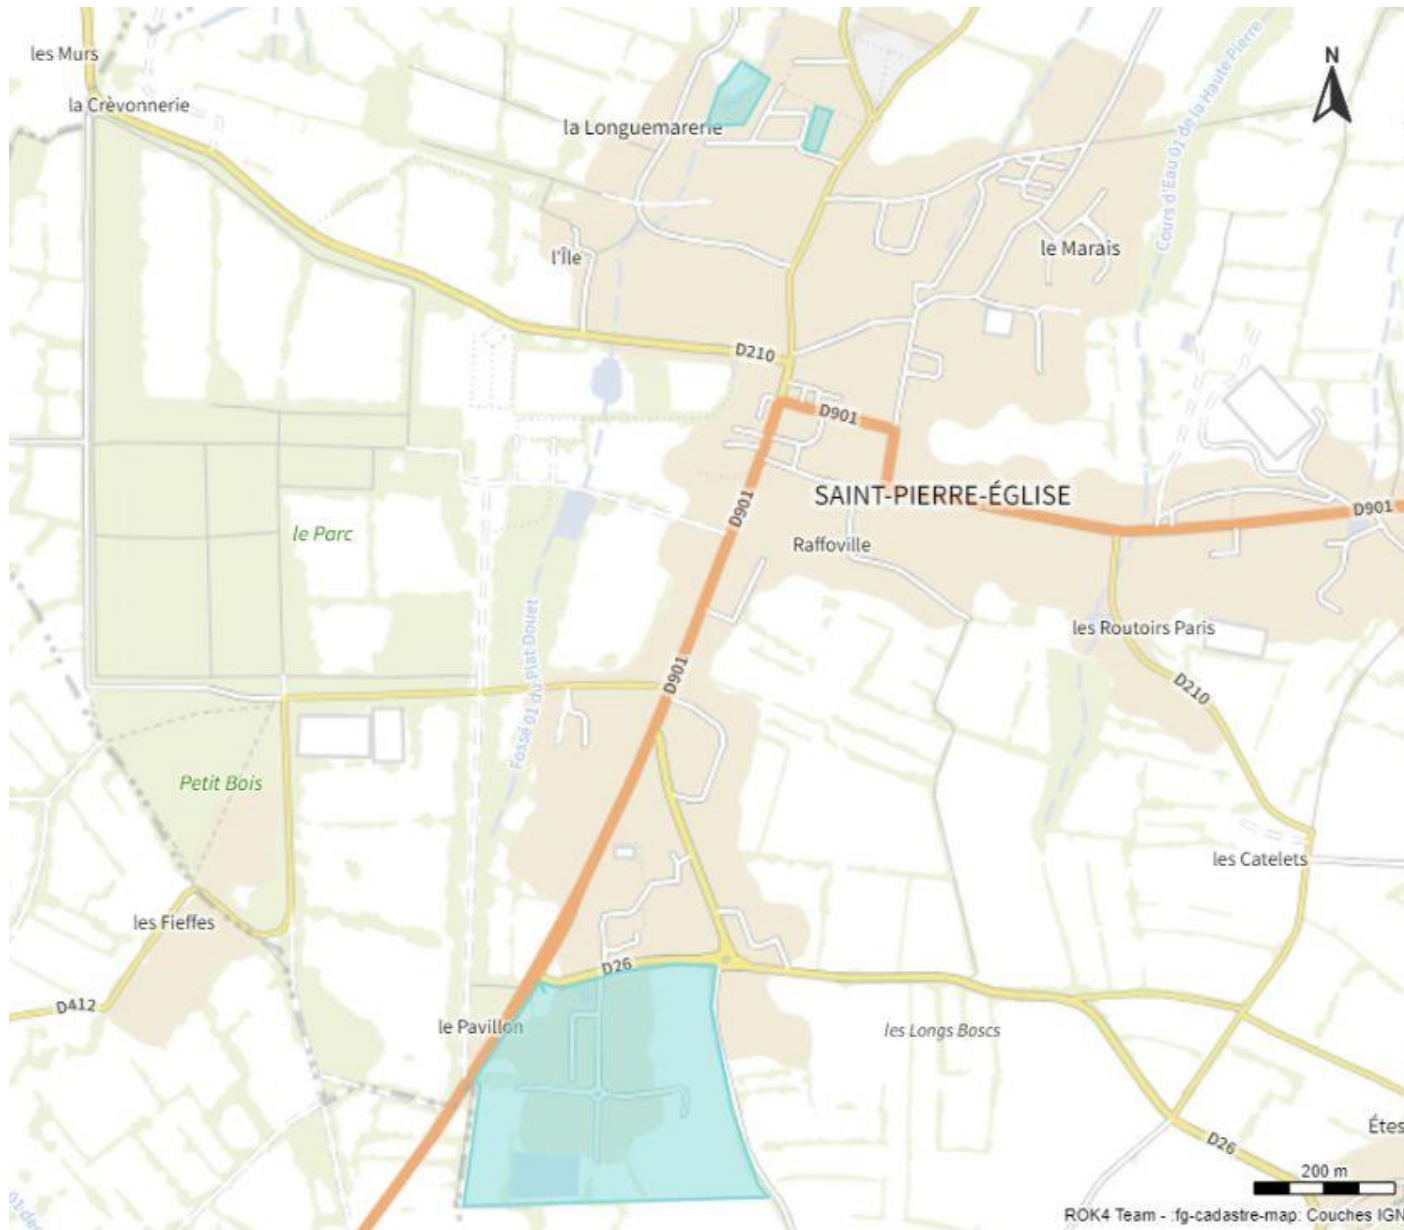 les Murs
N
la Crèvonnerie
la Longuemarerie
Cours d'Eau 01 de la Haute Pierre
l'Île
le Marais
D210
D901
SAINT-PIERRE-ÉGLISE
D901
D901
le Parc
Raffoville
Fossé 01 du Plat Douet
les Routoirs Paris
D901
D210
Petit Bois
les Catelets
les Fieffes
D26
D412
le Pavillon
les Longs Boscs
Étes
D26
200 m
ROK4 Team - :fg-cadastre-map: Couches IGN